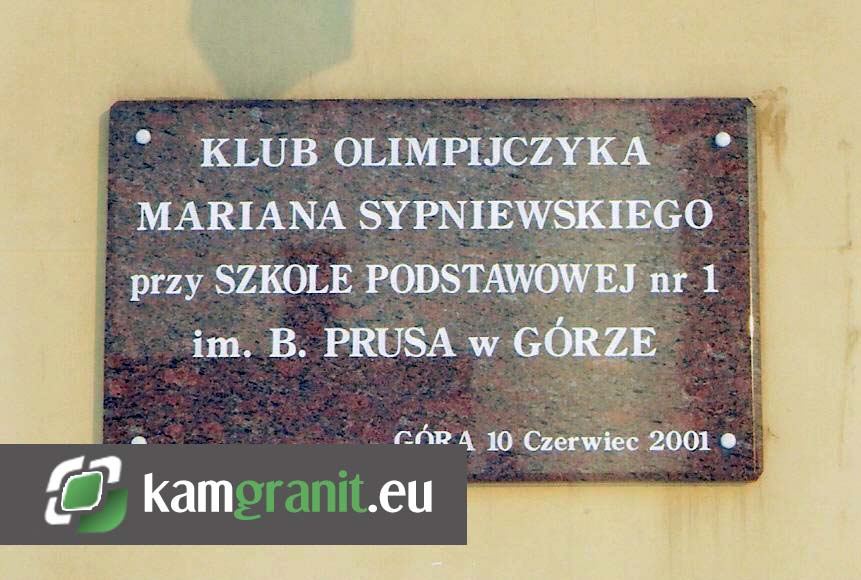 KLUB OLIMPIJCZYKA
MARIANA SYPNIEWSKIEGO
przy SZKOLE PODSTAWOWEJ nr 1
im. B. PRUSA w GÓRZE
GÓRA 10 Czerwiec 2001
kamgranit.eu